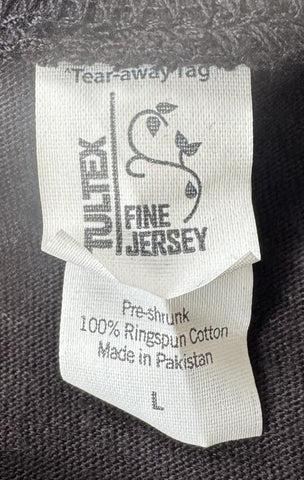 "Tear-away Tag"
TULTEX
FINE
JERSEY
Pre-shrunk
100% Ringspun Cotton
Made in Pakistan
L